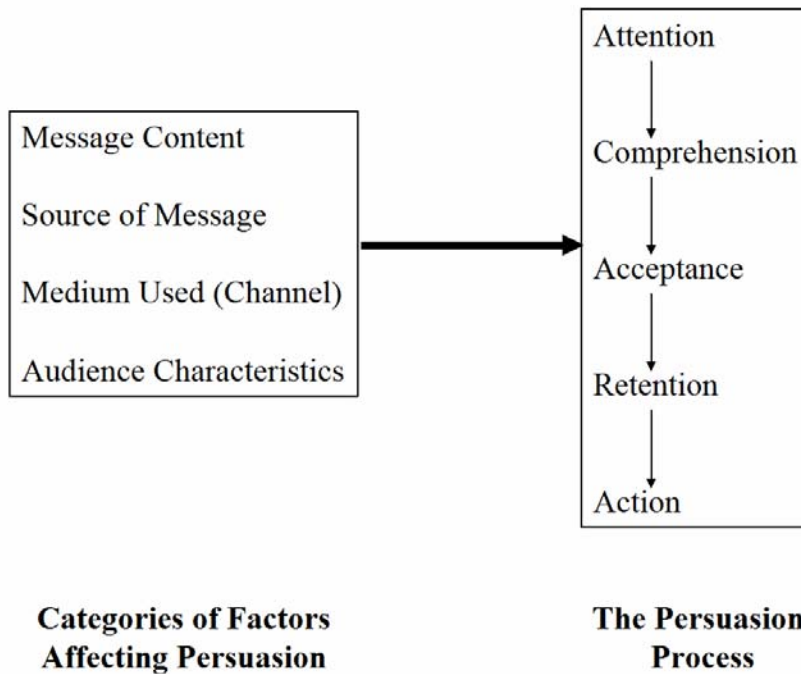 Message Content
Source of Message
Medium Used (Channel)
Audience Characteristics
Attention
Comprehension
Acceptance
Retention
Action
Categories of Factors
Affecting Persuasion
The Persuasion
Process